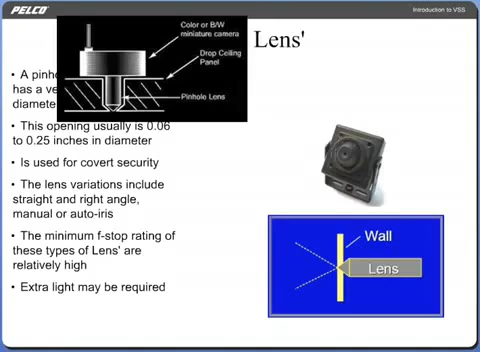 PELCO
Introduction to VSS
Lens'
Color or B/W
miniature camera
Drop Ceiling
Panel
Pinhole Lens
• A pinho
has a ve
diamete
• This opening usually is 0.06
to 0.25 inches in diameter
• Is used for covert security
• The lens variations include
straight and right angle,
manual or auto-iris
• The minimum f-stop rating of
these types of Lens' are
relatively high
• Extra light may be required
Wall
Lens